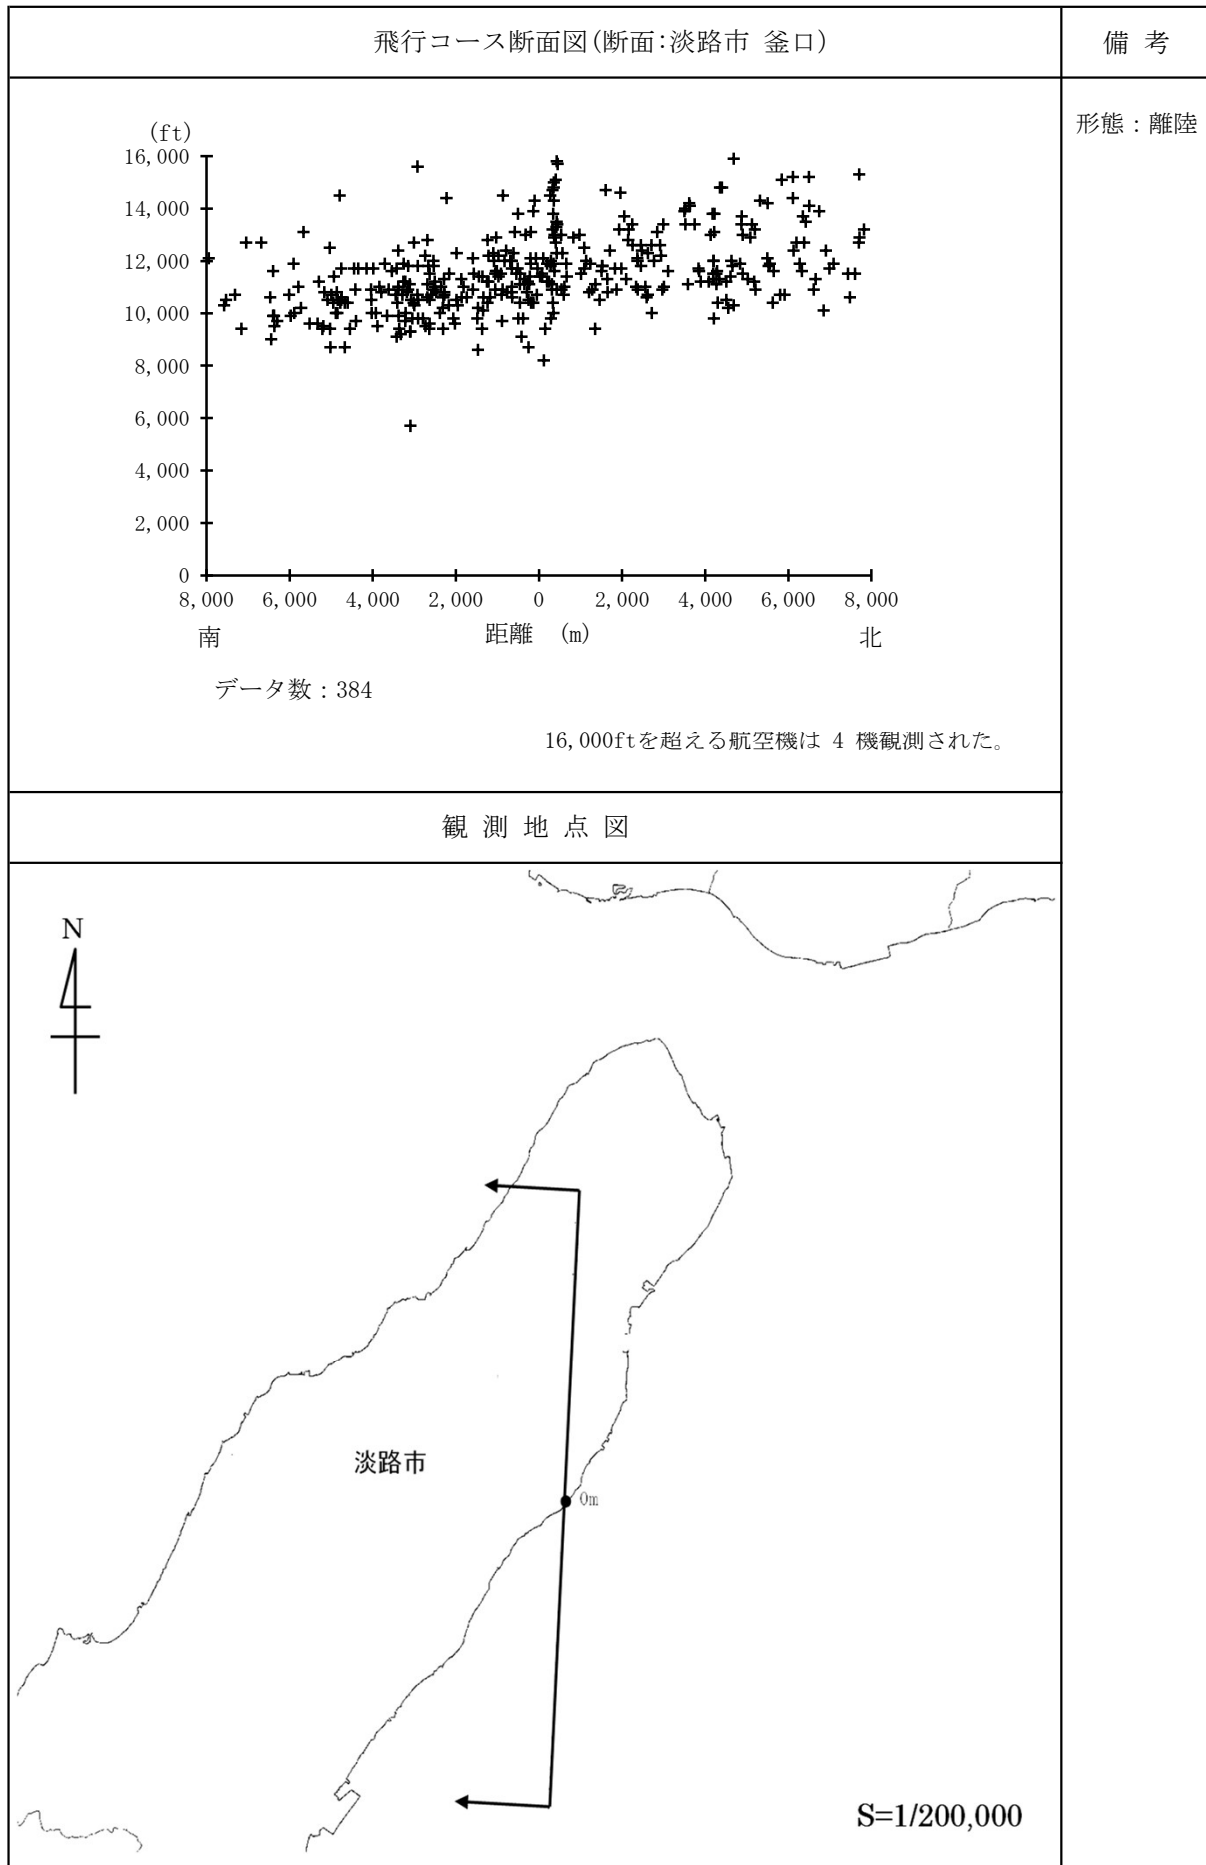 飛行コース断面図(断面:淡路市 釜口)
備 考
形態：離陸
(ft)
16,000
14,000
12,000
10,000
8,000
6,000
4,000
2,000
0
8,000 6,000 4,000 2,000 0 2,000 4,000 6,000 8,000
南 距離 (m) 北
データ数：384
16,000ftを超える航空機は 4 機観測された。
観 測 地 点 図
N
淡路市
0m
S=1/200,000